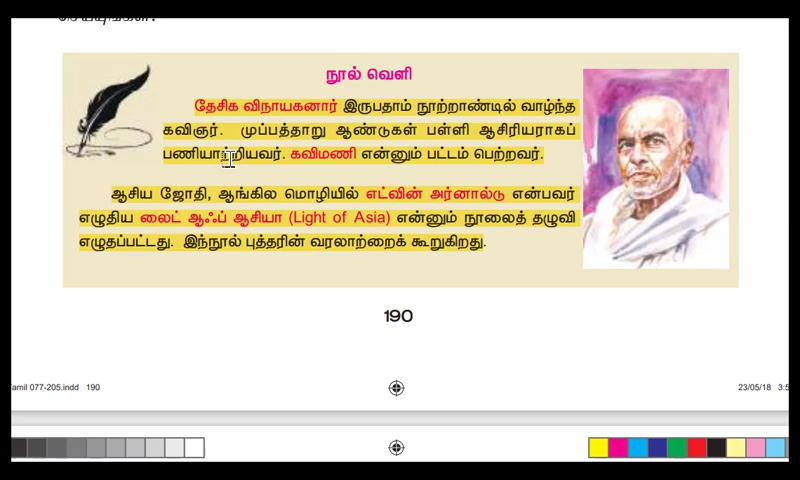 நூல் வெளி
தேசிக விநாயகனார் இருபதாம் நூற்றாண்டில் வாழ்ந்த
கவிஞர். முப்பத்தாறு ஆண்டுகள் பள்ளி ஆசிரியராகப்
பணியாற்றியவர். கவிமணி என்னும் பட்டம் பெற்றவர்.
ஆசிய ஜோதி, ஆங்கில மொழியில் எட்வின் அர்னால்டு என்பவர்
எழுதிய லைட் ஆஃப் ஆசியா (Light of Asia) என்னும் நூலைத் தழுவி
எழுதப்பட்டது. இந்நூல் புத்தரின் வரலாற்றைக் கூறுகிறது.
190
amil 077-205.indd 190 23/05/18 3:5